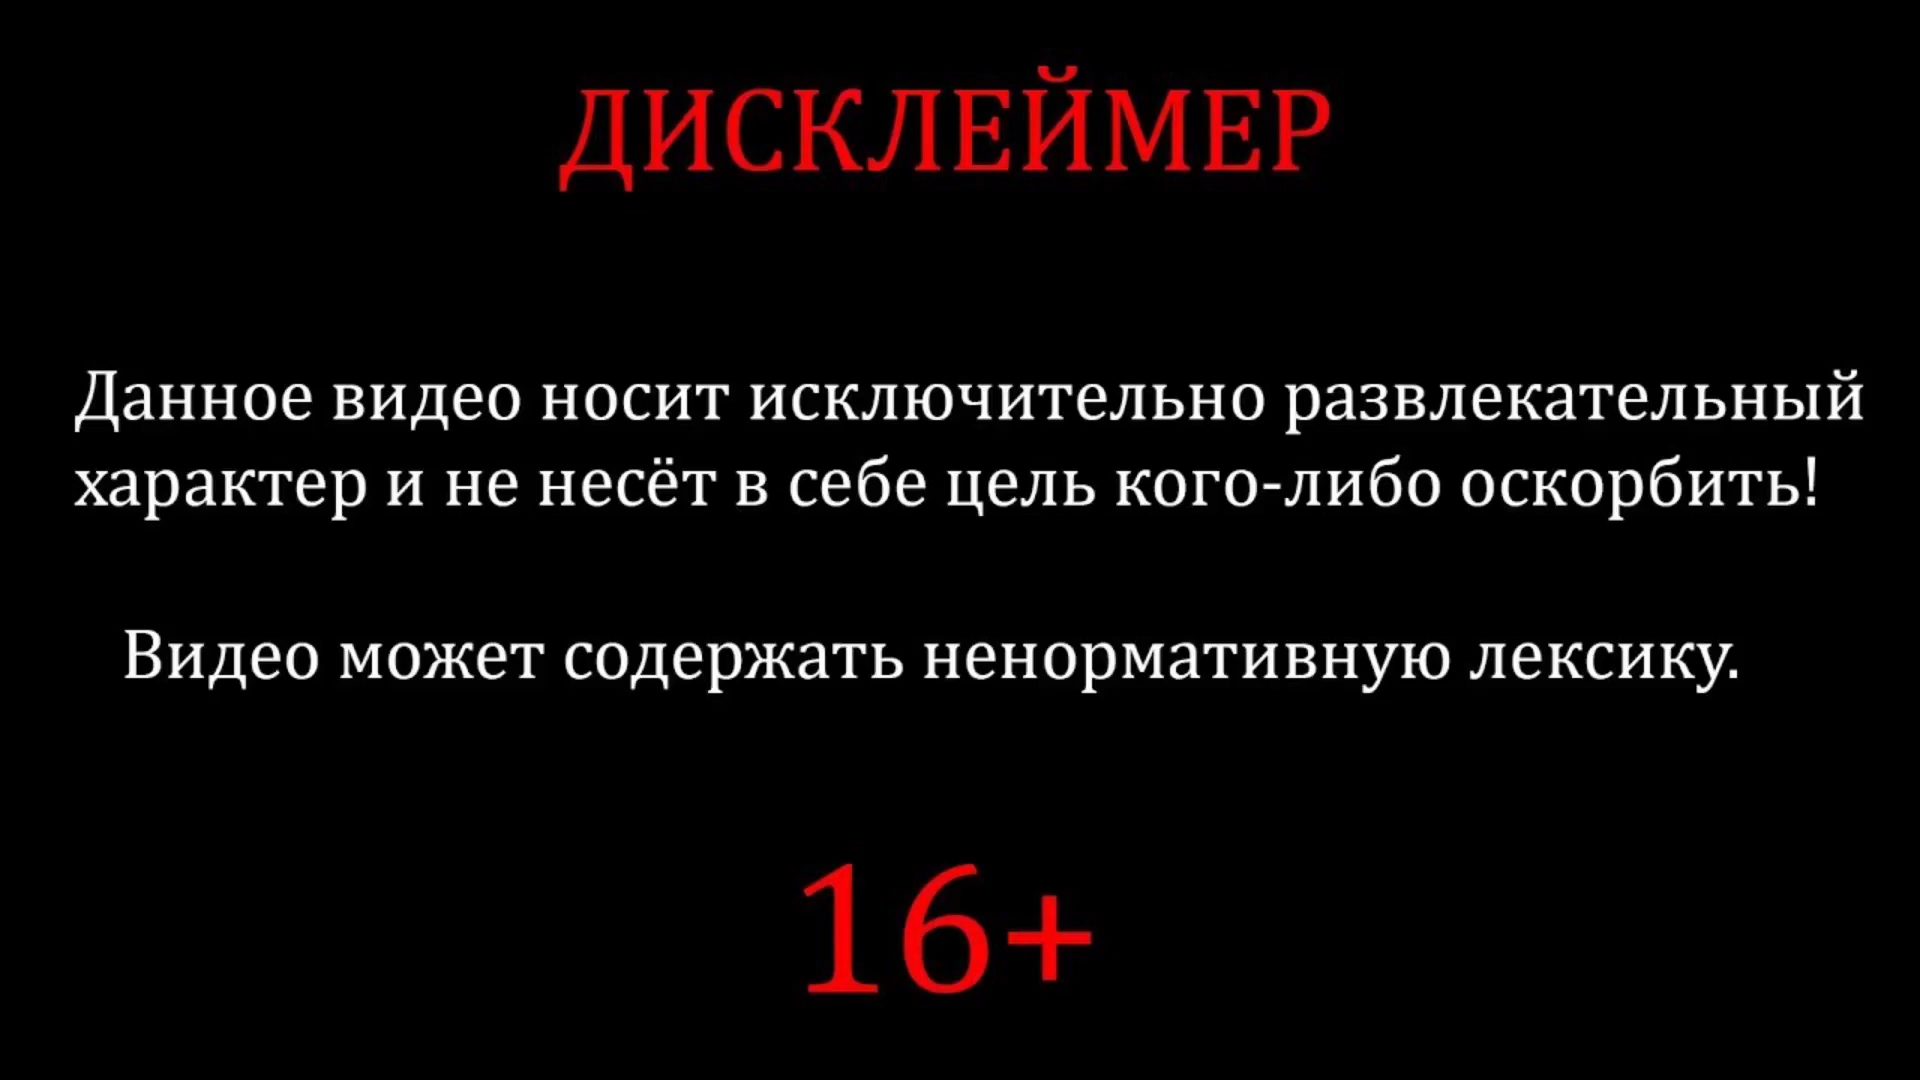 ДИСКЛЕЙМЕР
Данное видео носит исключительно развлекательный
характер и не несёт в себе цель кого-либо оскорбить!
Видео может содержать ненормативную лексику.
16+